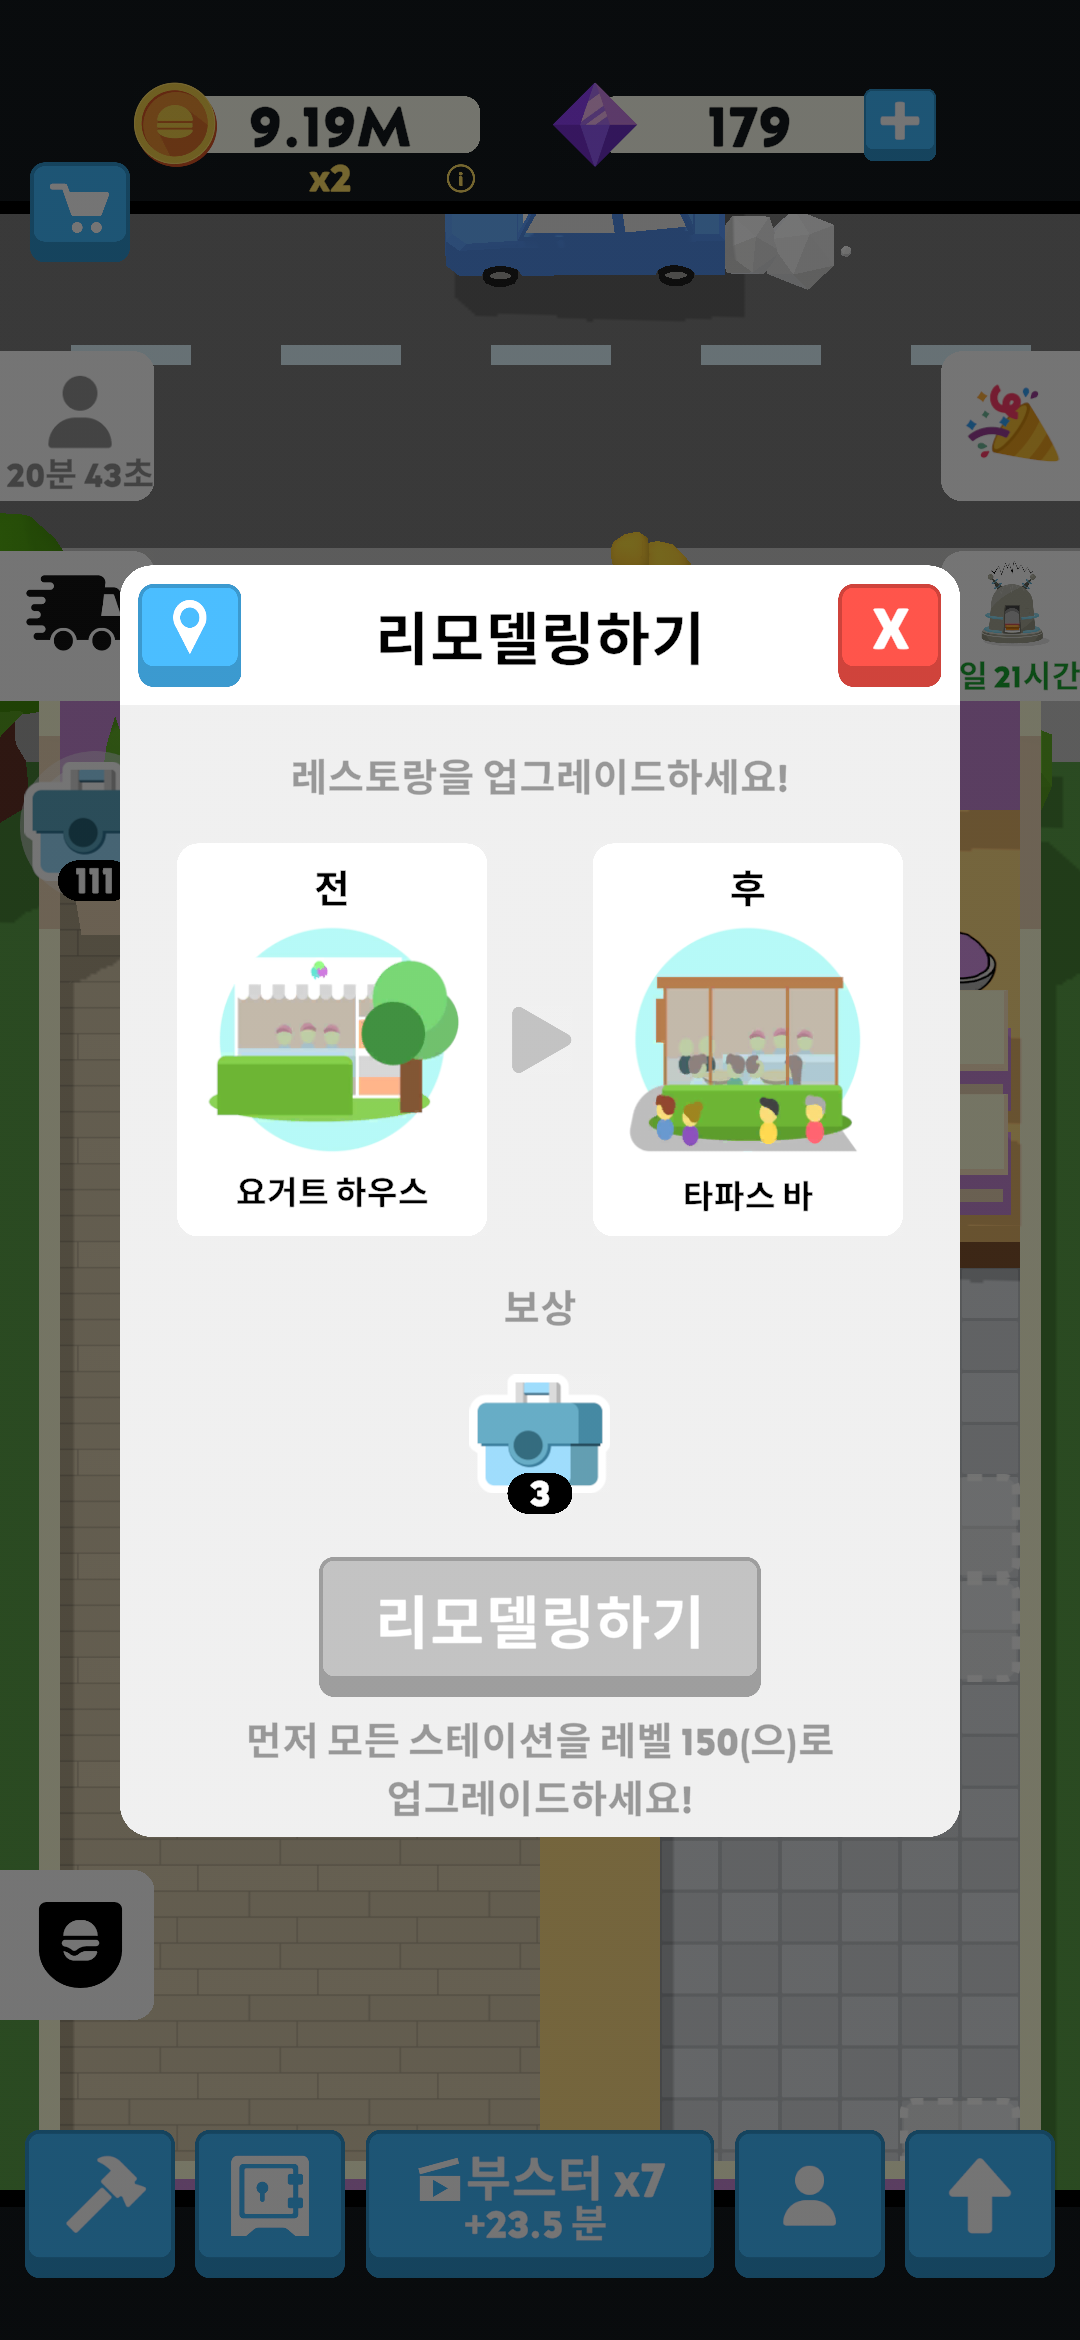 9.19M
179
x2
20분 43초
리모델링하기
X
일 21시간
레스토랑을 업그레이드하세요!
111
전
후
요거트 하우스
타파스 바
보상
3
리모델링하기
먼저 모든 스테이션을 레벨 150(으)로
업그레이드하세요!
부스터 x7
+23.5 분